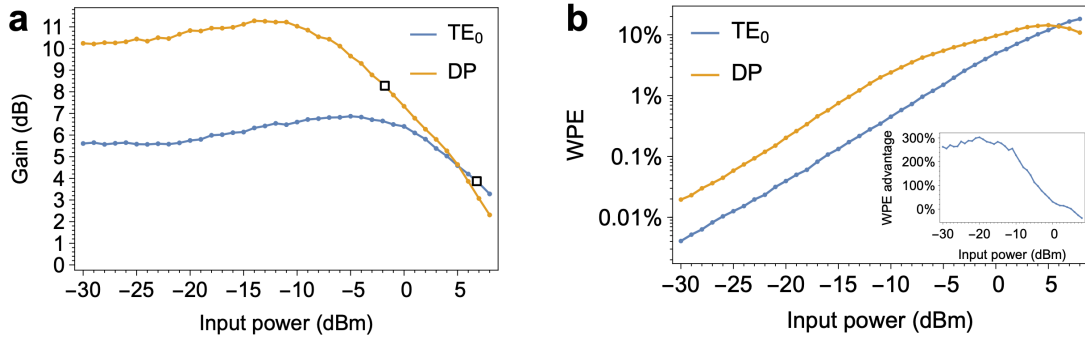 a
11
10
9
8
7
6
5
4
3
2
1
0
Gain (dB)
TE₀
DP
−30 −25 −20 −15 −10 −5 0 5
Input power (dBm)
b
10%
1%
0.1%
0.01%
WPE
TE₀
DP
300%
200%
100%
0%
WPE advantage
−30 −20 −10 0
Input power (dBm)
−30 −25 −20 −15 −10 −5 0 5
Input power (dBm)